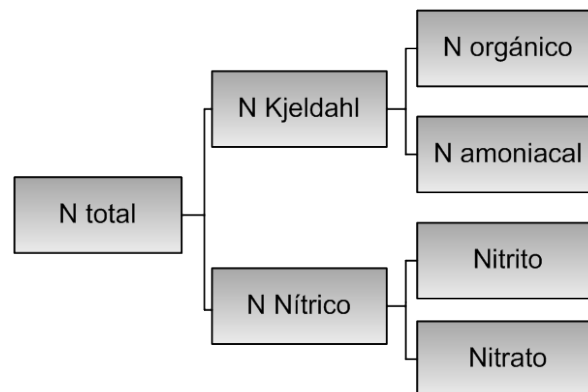 N total
N Kjeldahl
N orgánico
N amoniacal
N Nítrico
Nitrito
Nitrato